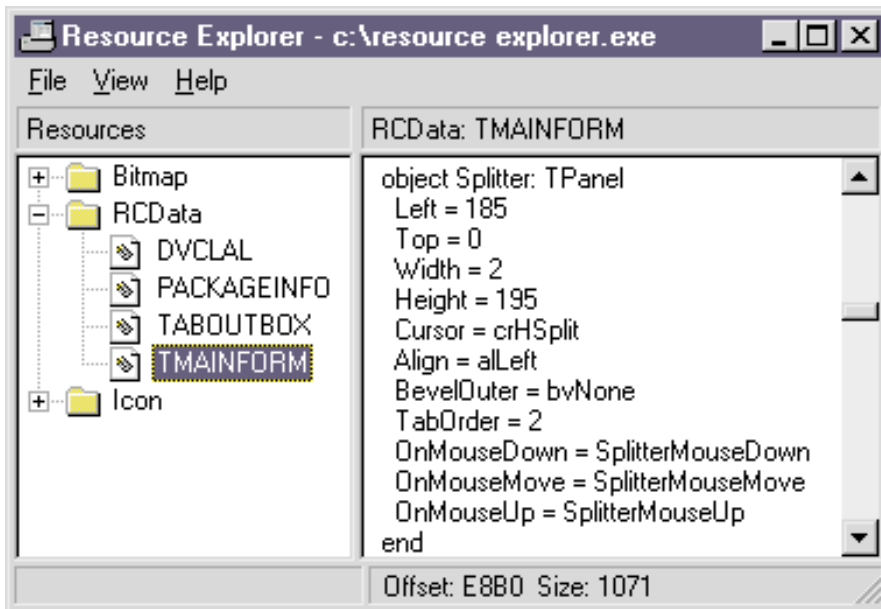 Resource Explorer - c:\resource explorer.exe
File View Help
Resources
RCData: TMAINFORM
Bitmap
RCData
DVCLAL
PACKAGEINFO
TABOUTBOX
TMAINFORM
Icon
object Splitter: TPanel
Left = 185
Top = 0
Width = 2
Height = 195
Cursor = crHSplit
Align = alLeft
BevelOuter = bvNone
TabOrder = 2
OnMouseDown = SplitterMouseDown
OnMouseMove = SplitterMouseMove
OnMouseUp = SplitterMouseUp
end
Offset: E8B0 Size: 1071